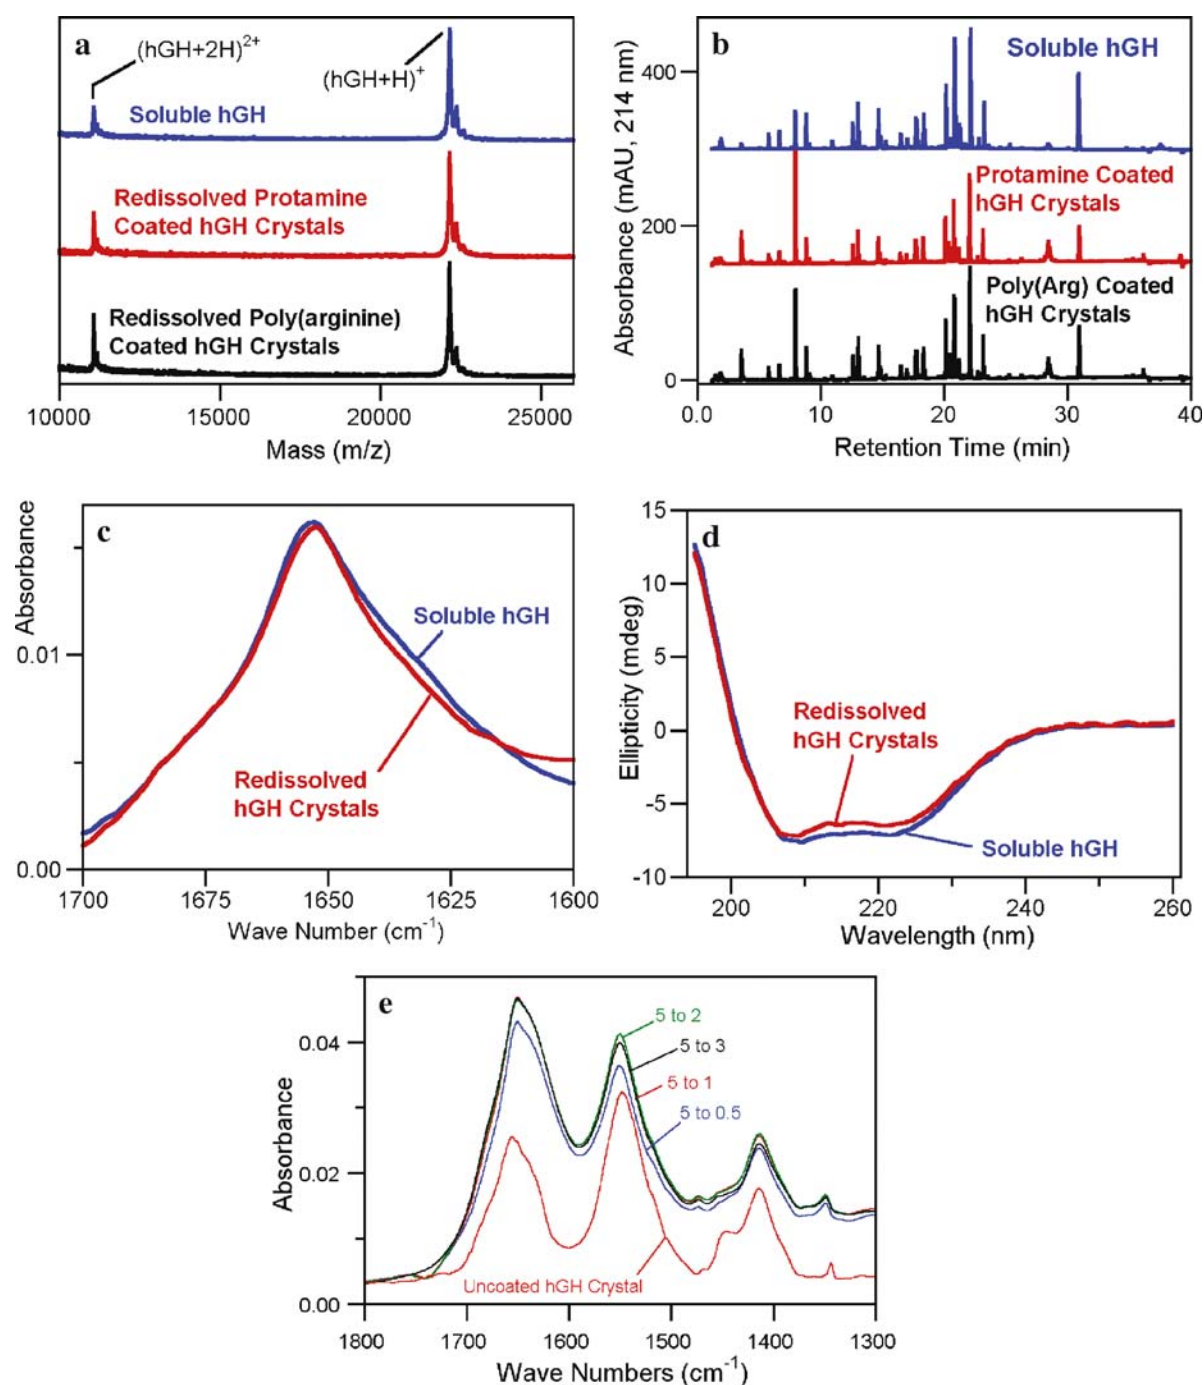 a
(hGH+2H)²⁺
(hGH+H)⁺
Soluble hGH
Redissolved Protamine
Coated hGH Crystals
Redissolved Poly(arginine)
Coated hGH Crystals
10000 15000 20000 25000
Mass (m/z)
b
Absorbance (mAU, 214 nm)
400
200
0
Soluble hGH
Protamine Coated
hGH Crystals
Poly(Arg) Coated
hGH Crystals
0.0 10 20 30 40
Retention Time (min)
c
Absorbance
0.01
0.00
Soluble hGH
Redissolved
hGH Crystals
1700 1675 1650 1625 1600
Wave Number (cm⁻¹)
d
Ellipticity (mdeg)
15
10
5
0
-5
-10
Redissolved
hGH Crystals
Soluble hGH
200 220 240 260
Wavelength (nm)
e
Absorbance
0.04
0.02
0.00
5 to 2
5 to 3
5 to 1
5 to 0.5
Uncoated hGH Crystal
1800 1700 1600 1500 1400 1300
Wave Numbers (cm⁻¹)